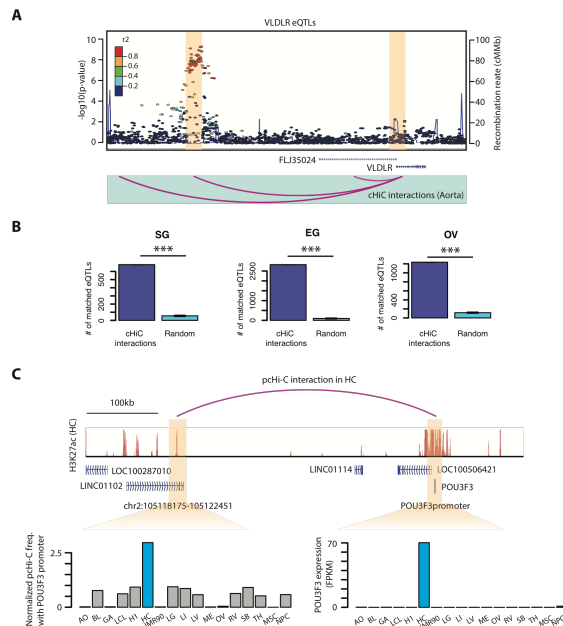 A
VLDLR eQTLs
r2
0.8
0.6
0.4
0.2
10
8
6
4
2
0
-log10(p-value)
100
80
60
40
20
0
Recombination reate (cMMb)
FLJ35024
VLDLR
cHiC interactions (Aorta)
B
SG
EG
OV
***
***
***
# of matched eQTLs
0 200 600
# of matched eQTLs
0 1000 2500
# of matched eQTLs
0 400 1000
cHiC interactions
Random
cHiC interactions
Random
cHiC interactions
Random
C
pcHi-C interaction in HC
100kb
H3K27ac (HC)
LOC100287010
LINC01114
LOC100506421
LINC01102
POU3F3
chr2:105118175-105122451
POU3F3promoter
Normalized pcHi-C freq. with POU3F3 promoter
2.5
0
AO BL GA LCL H1 HC IMR90 LG LI LV ME OV RV SB TH MSC NPC
POU3F3 expression (FPKM)
70
0
AO BL GA LCL H1 HC IMR90 LG LI LV ME OV RV SB TH MSC NPC